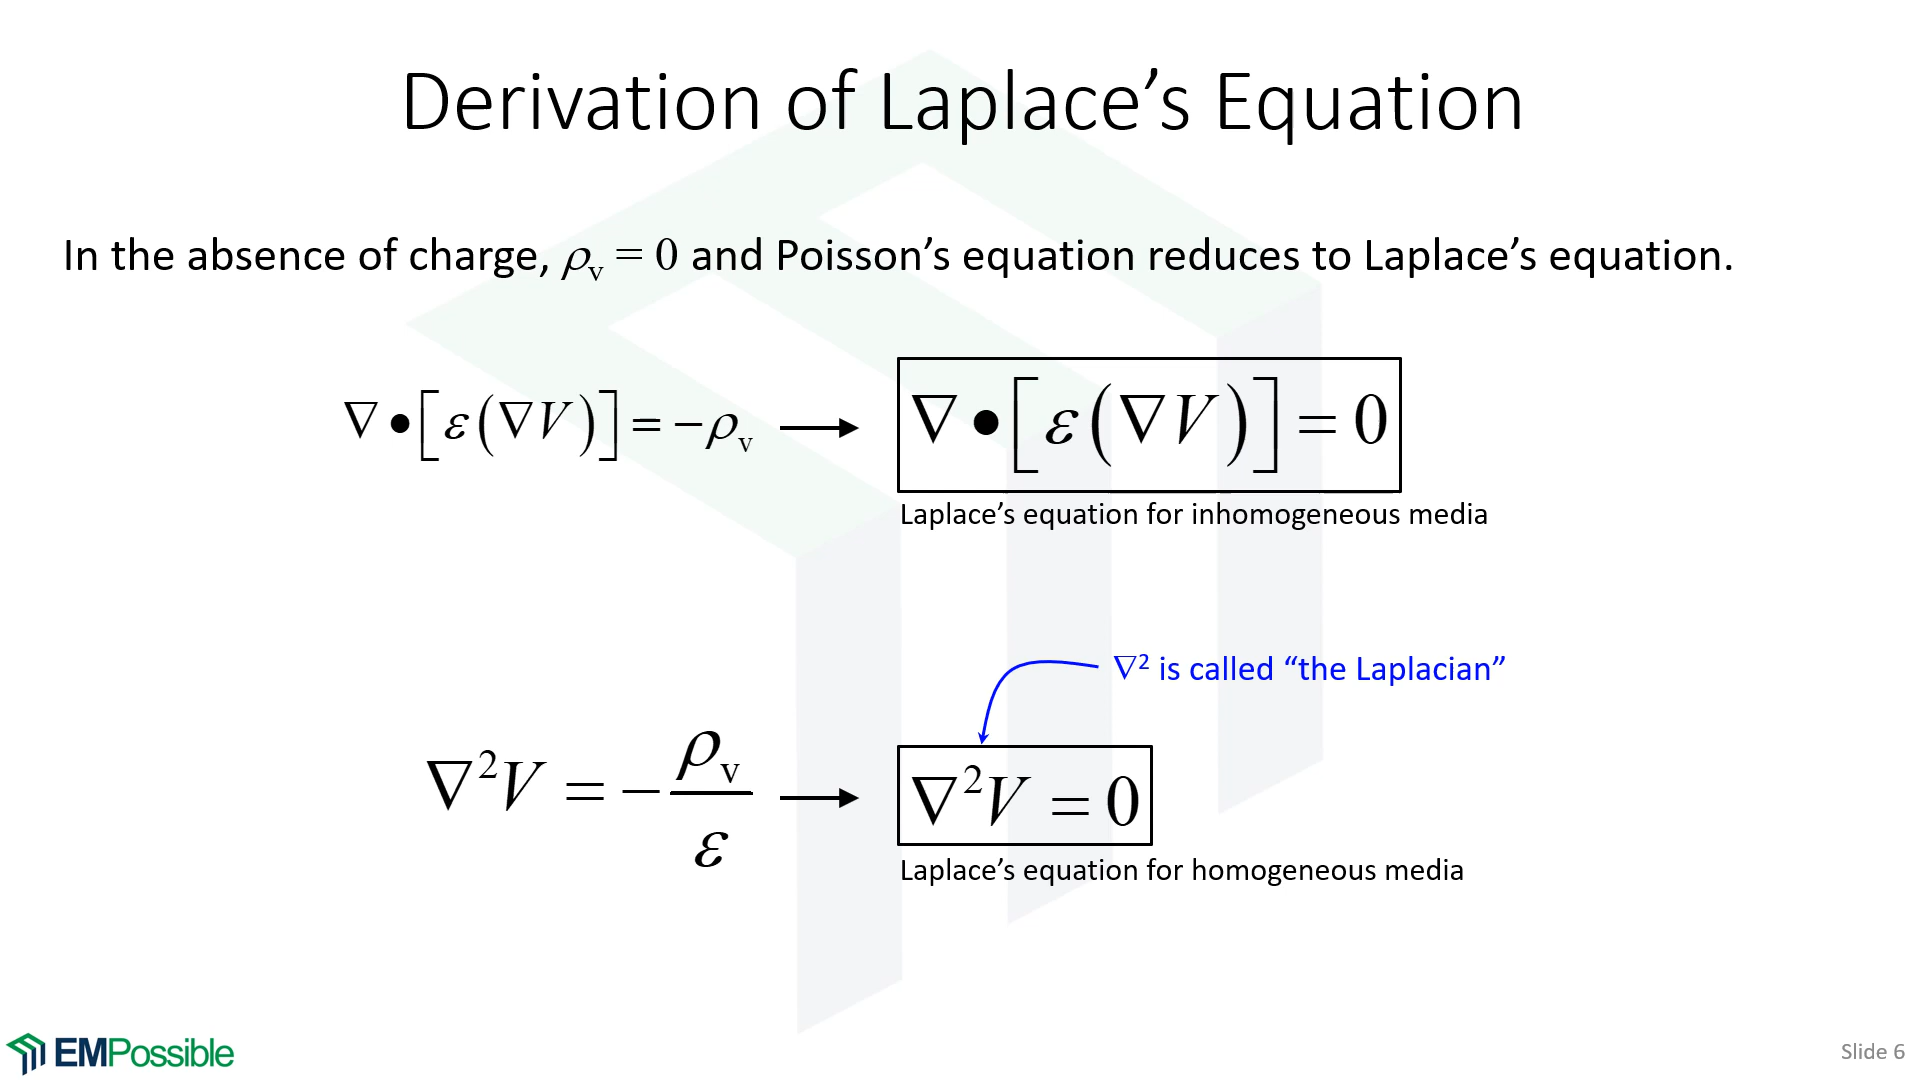 Derivation of Laplace’s Equation
In the absence of charge, ρᵥ = 0 and Poisson’s equation reduces to Laplace’s equation.
∇•[ε(∇V)] = −ρᵥ → ∇•[ε(∇V)] = 0
Laplace’s equation for inhomogeneous media
∇² is called “the Laplacian”
∇²V = −ρᵥ/ε → ∇²V = 0
Laplace’s equation for homogeneous media
EMPossible
Slide 6